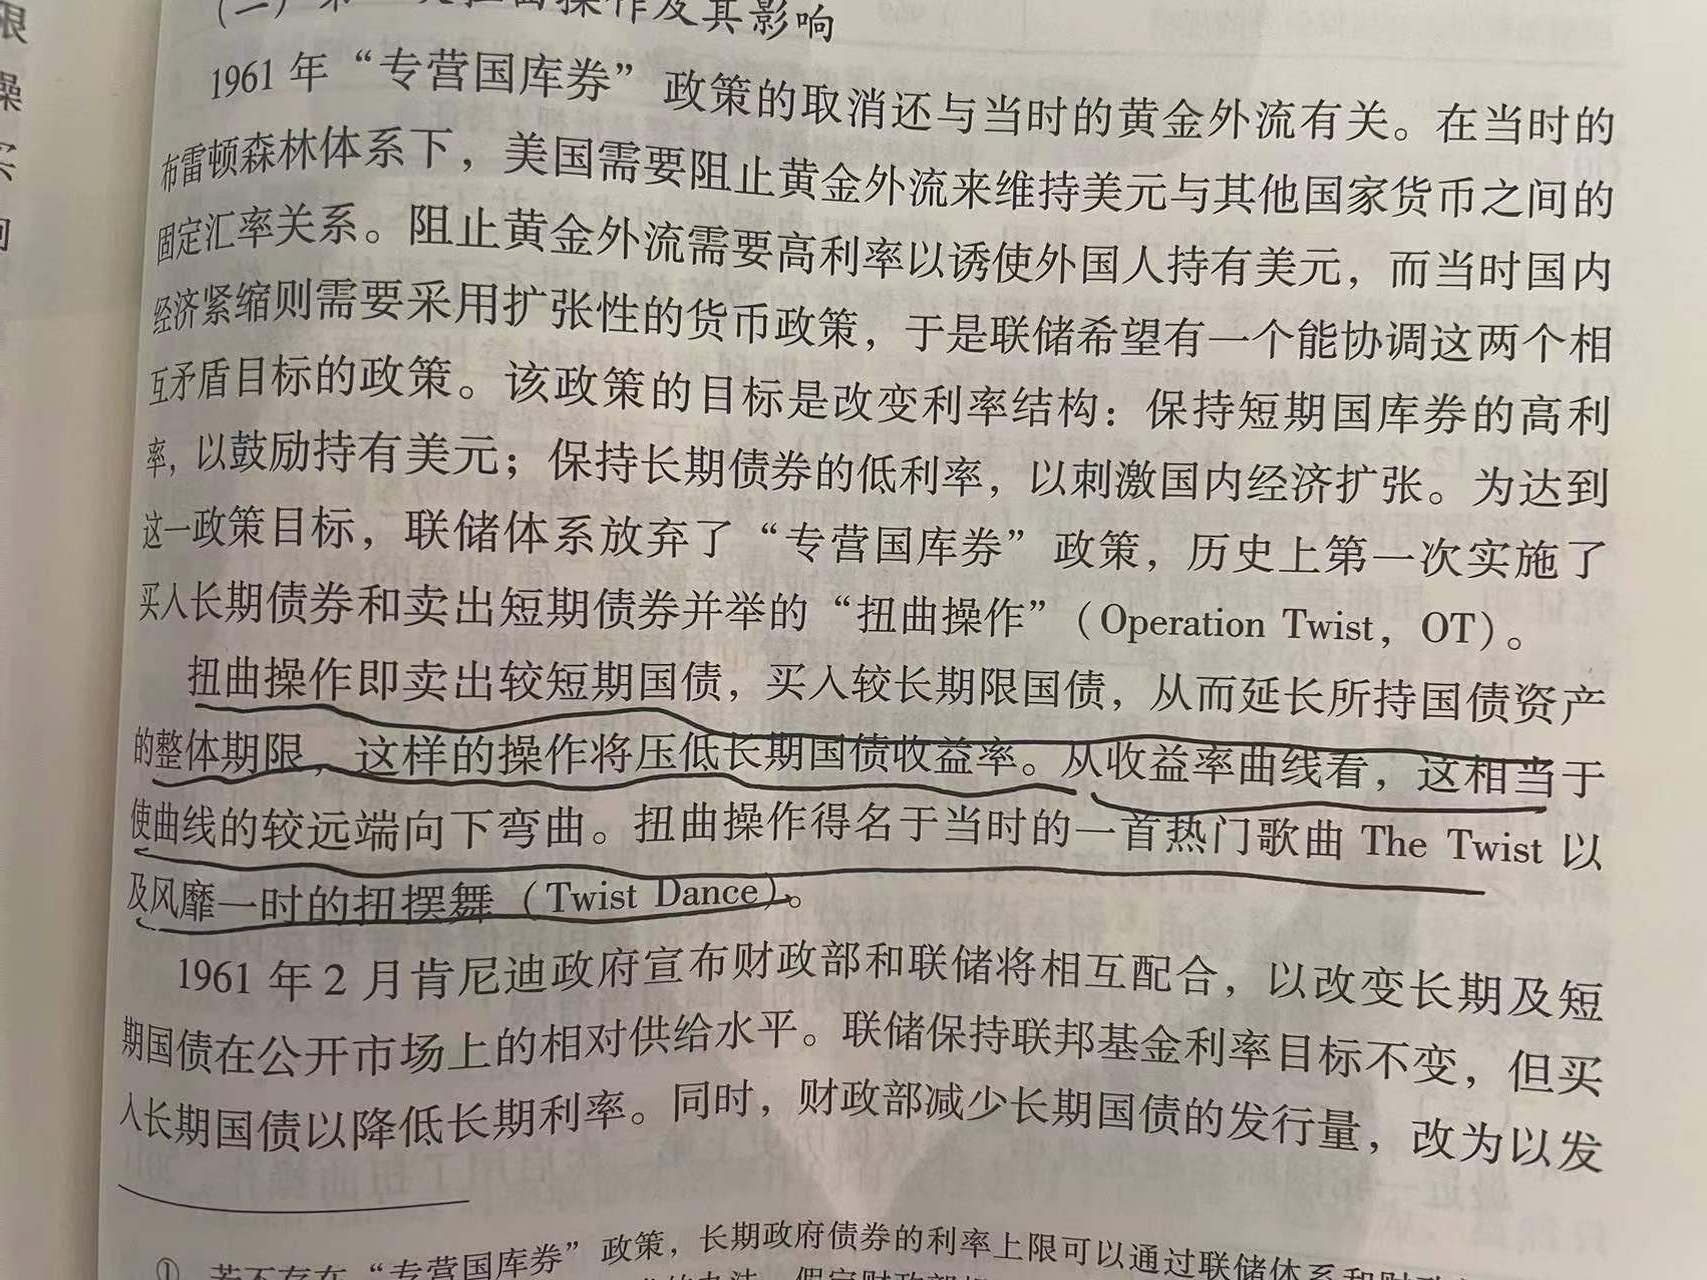 操作及其影响
1961年“专营国库券”政策的取消还与当时的黄金外流有关。在当时的
布雷顿森林体系下，美国需要阻止黄金外流来维持美元与其他国家货币之间的
固定汇率关系。阻止黄金外流需要高利率以诱使外国人持有美元，而当时国内
经济紧缩则需要采用扩张性的货币政策，于是联储希望有一个能协调这两个相
互矛盾目标的政策。该政策的目标是改变利率结构：保持短期国库券的高利
率，以鼓励持有美元；保持长期债券的低利率，以刺激国内经济扩张。为达到
这一政策目标，联储体系放弃了“专营国库券”政策，历史上第一次实施了
买入长期债券和卖出短期债券并举的“扭曲操作”（Operation Twist，OT）。
扭曲操作即卖出较短期国债，买入较长期限国债，从而延长所持国债资产
的整体期限，这样的操作将压低长期国债收益率。从收益率曲线看，这相当于
使曲线的较远端向下弯曲。扭曲操作得名于当时的一首热门歌曲 The Twist 以
及风靡一时的扭摆舞（Twist Dance）。
1961年2月肯尼迪政府宣布财政部和联储将相互配合，以改变长期及短
期国债在公开市场上的相对供给水平。联储保持联邦基金利率目标不变，但买
入长期国债以降低长期利率。同时，财政部减少长期国债的发行量，改为以发
① 若不存在“专营国库券”政策，长期政府债券的利率上限可以通过联储体系和财政
限
操